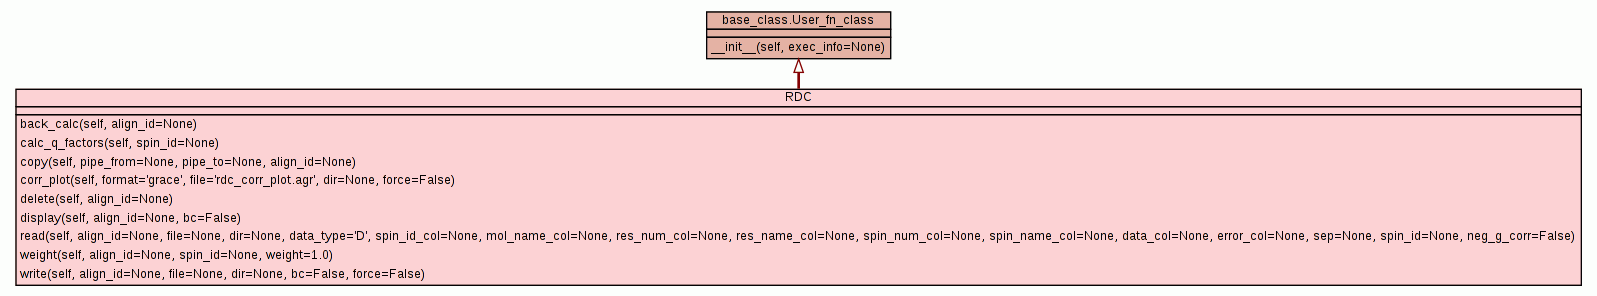 base_class.User_fn_class
__init__(self, exec_info=None)
RDC
back_calc(self, align_id=None)
calc_q_factors(self, spin_id=None)
copy(self, pipe_from=None, pipe_to=None, align_id=None)
corr_plot(self, format='grace', file='rdc_corr_plot.agr', dir=None, force=False)
delete(self, align_id=None)
display(self, align_id=None, bc=False)
read(self, align_id=None, file=None, dir=None, data_type='D', spin_id_col=None, mol_name_col=None, res_num_col=None, res_name_col=None, spin_num_col=None, spin_name_col=None, data_col=None, error_col=None, sep=None, spin_id=None, neg_g_corr=False)
weight(self, align_id=None, spin_id=None, weight=1.0)
write(self, align_id=None, file=None, dir=None, bc=False, force=False)